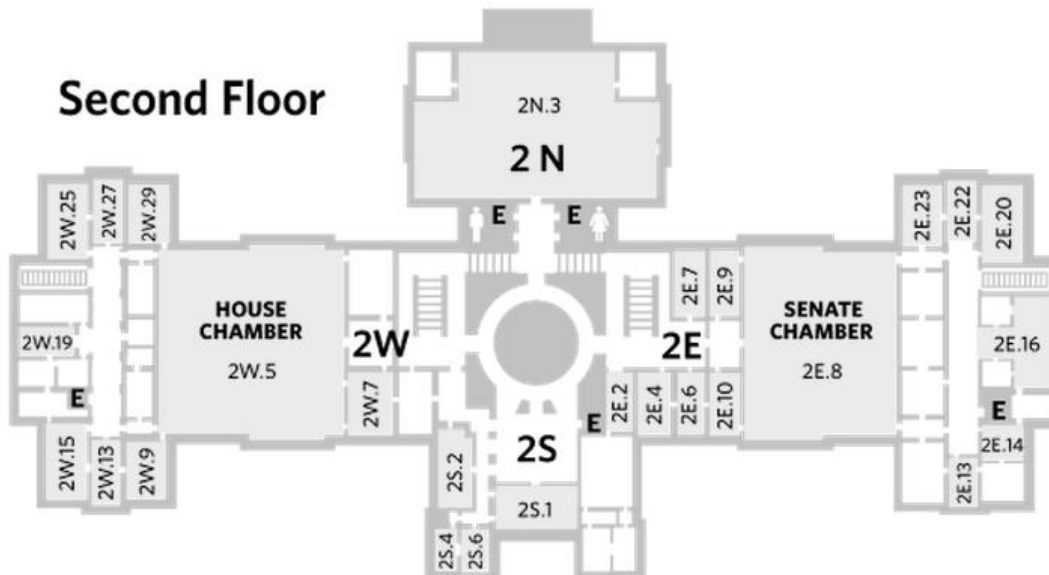 Second Floor
2N.3
2 N
E
E
2W.25
2W.27
2W.29
2E.23
2E.22
2E.20
2E.7
2E.9
HOUSE
CHAMBER
2W.5
SENATE
CHAMBER
2E.8
2W.19
2W
2E
2E.16
2W.7
2E.2
2E.4
2E.6
2E.10
E
E
E
2W.15
2W.13
2W.9
2S.2
2S
2E.14
2E.13
2S.1
2S.4
2S.6